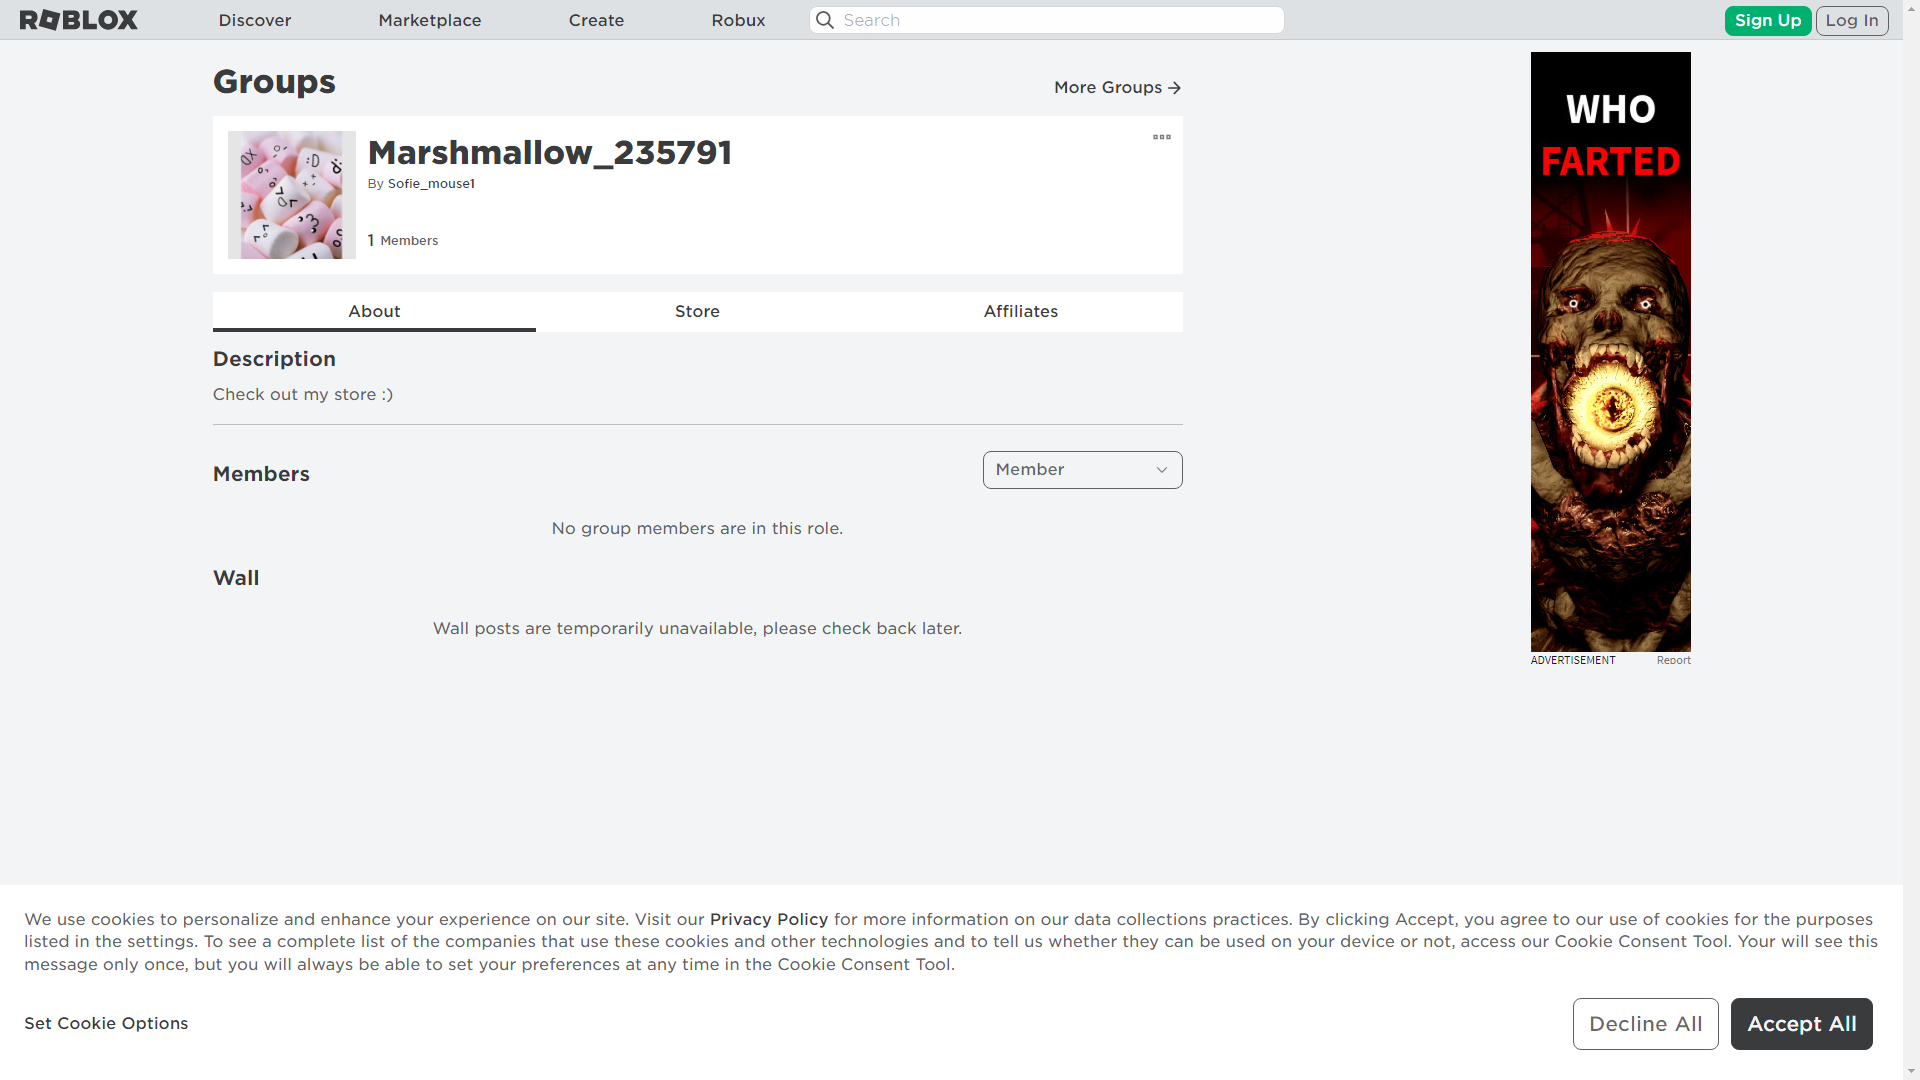 ROBLOX
Discover
Marketplace
Create
Robux
Search
Sign Up
Log In
Groups
More Groups
Marshmallow_235791
By Sofie_mouse1
1 Members
About
Store
Affiliates
Description
Check out my store :)
Members
Member
No group members are in this role.
Wall
Wall posts are temporarily unavailable, please check back later.
WHO
FARTED
ADVERTISEMENT
Report
We use cookies to personalize and enhance your experience on our site. Visit our Privacy Policy for more information on our data collections practices. By clicking Accept, you agree to our use of cookies for the purposes
listed in the settings. To see a complete list of the companies that use these cookies and other technologies and to tell us whether they can be used on your device or not, access our Cookie Consent Tool. Your will see this
message only once, but you will always be able to set your preferences at any time in the Cookie Consent Tool.
Set Cookie Options
Decline All
Accept All